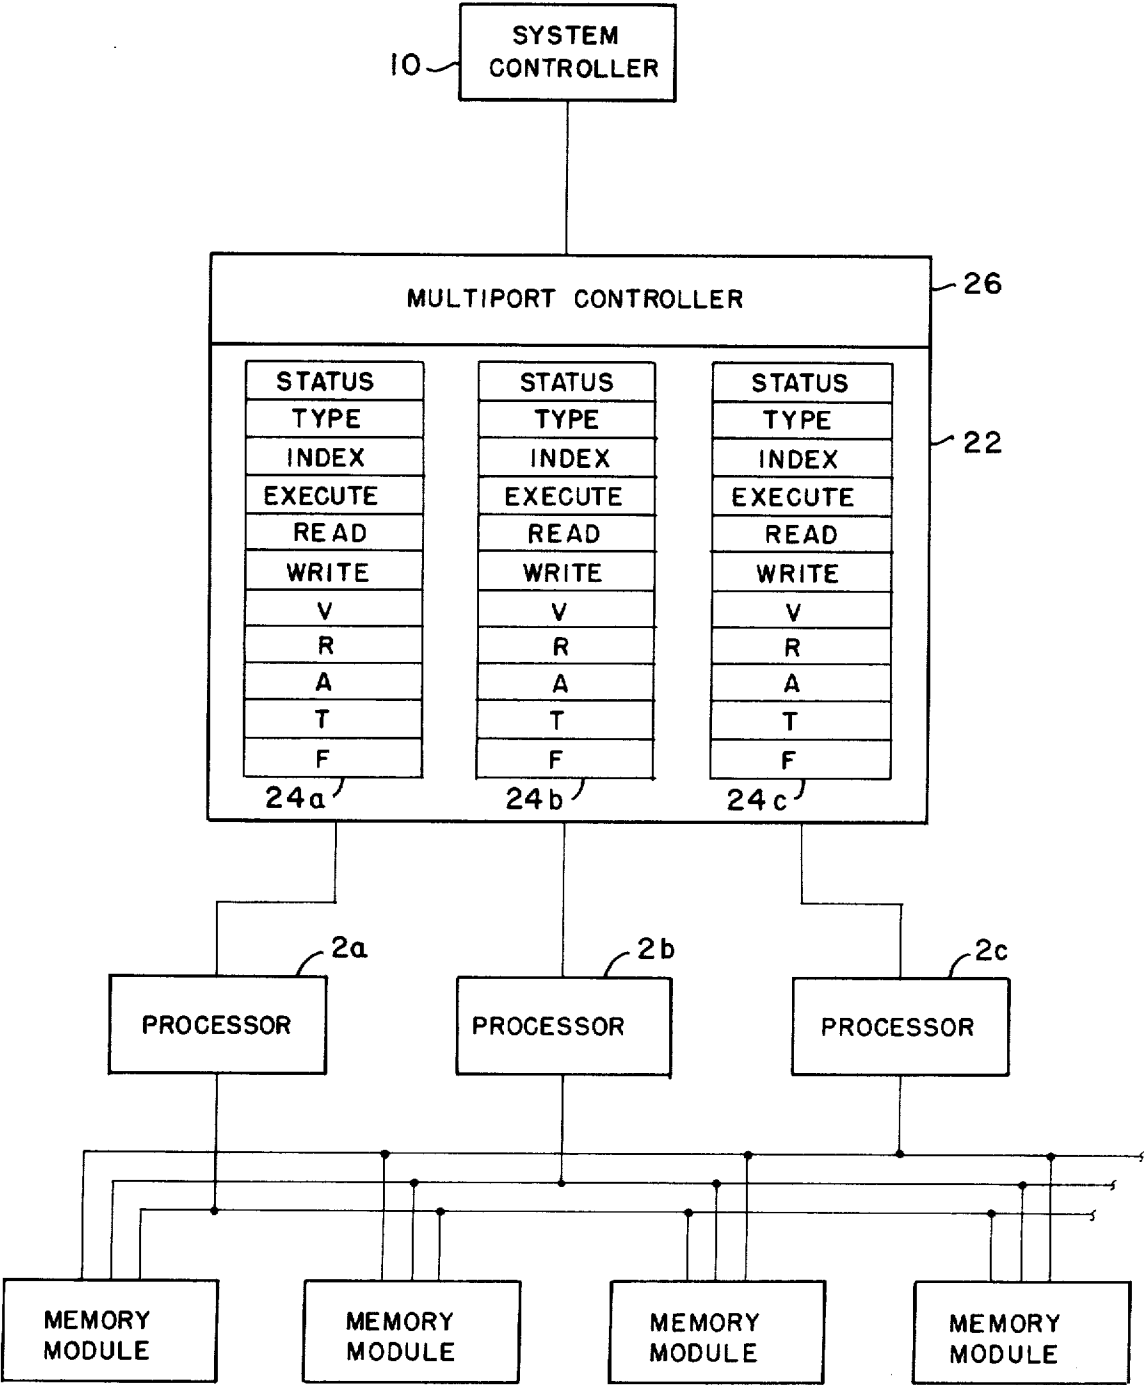 SYSTEM
CONTROLLER
10
MULTIPORT CONTROLLER
26
22
STATUS
TYPE
INDEX
EXECUTE
READ
WRITE
V
R
A
T
F
24a
STATUS
TYPE
INDEX
EXECUTE
READ
WRITE
V
R
A
T
F
24b
STATUS
TYPE
INDEX
EXECUTE
READ
WRITE
V
R
A
T
F
24c
2a
PROCESSOR
2b
PROCESSOR
2c
PROCESSOR
MEMORY
MODULE
MEMORY
MODULE
MEMORY
MODULE
MEMORY
MODULE